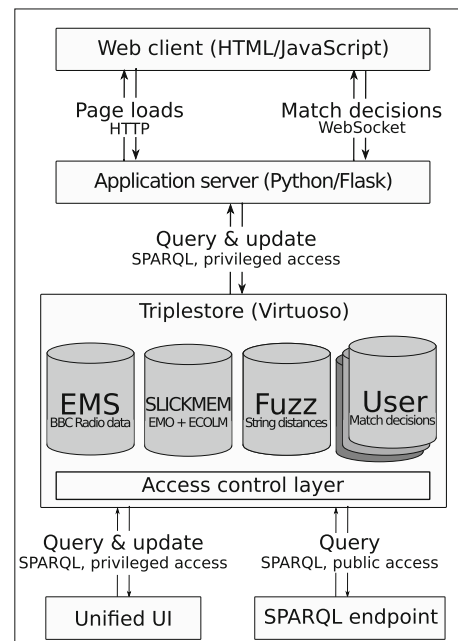 Web client (HTML/JavaScript)
Page loads
HTTP
Match decisions
WebSocket
Application server (Python/Flask)
Query & update
SPARQL, privileged access
Triplestore (Virtuoso)
EMS
BBC Radio data
SLICKMEM
EMO + ECOLM
Fuzz
String distances
User
Match decisions
Access control layer
Query & update
SPARQL, privileged access
Query
SPARQL, public access
Unified UI
SPARQL endpoint